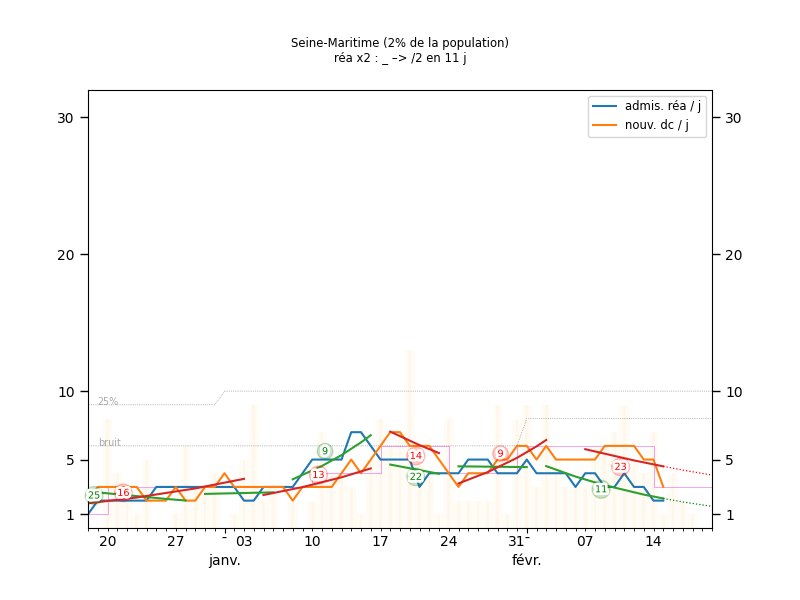 Seine-Maritime (2% de la population)
réa x2 : _ –> /2 en 11 j
admis. réa / j
nouv. dc / j
30 30
20 20
10 10
25%
bruit
5 5
1 1
9
9
14
13
22
23
25
16
11
20 27 - 03 10 17 24 31- 07 14
janv. févr.